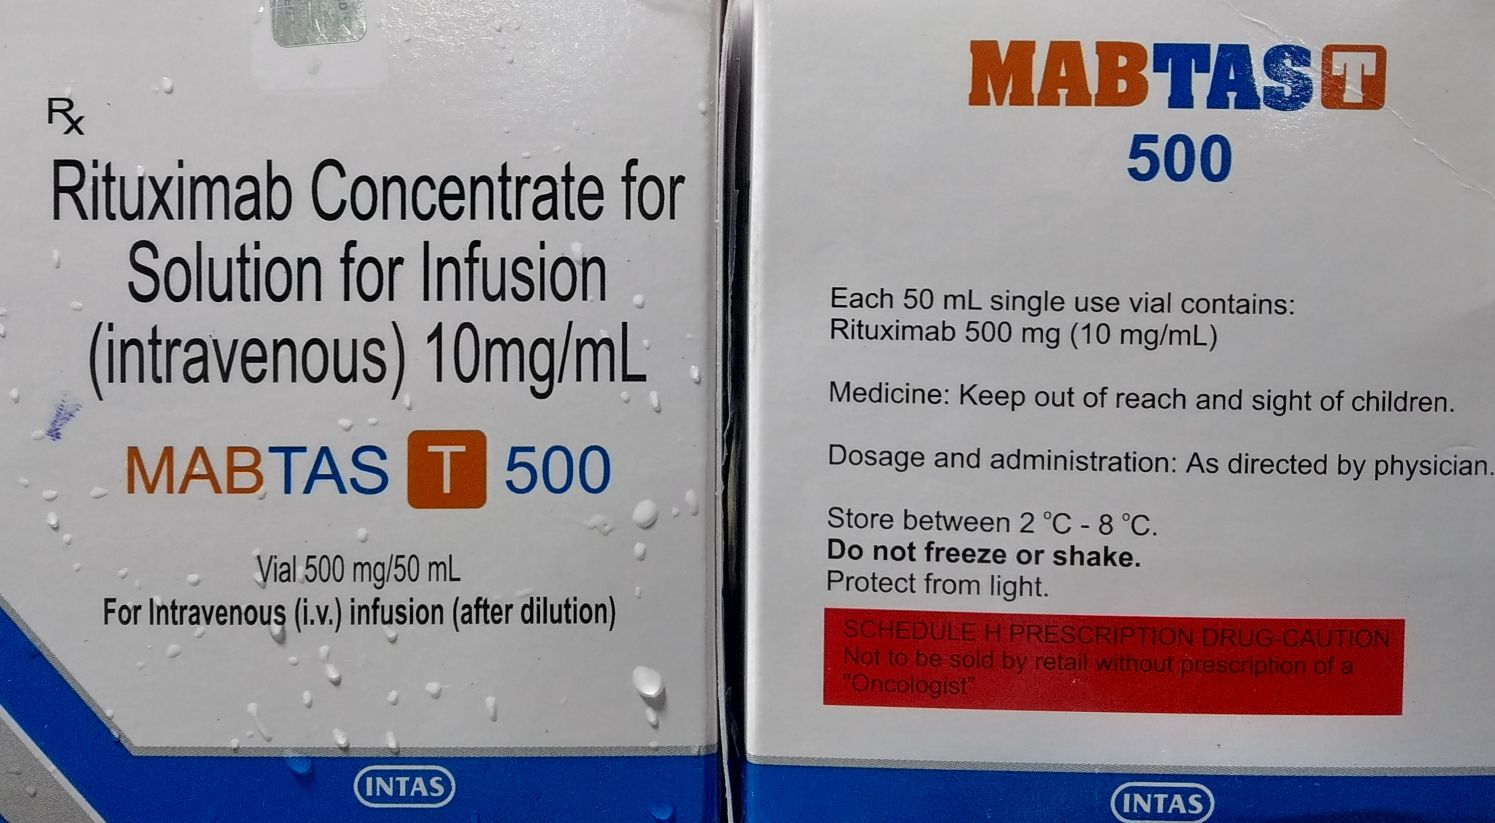 Rx
Rituximab Concentrate for
Solution for Infusion
(intravenous) 10mg/mL
MABTAS T 500
Vial 500 mg/50 mL
For Intravenous (i.v.) infusion (after dilution)
INTAS
MABTAS T
500
Each 50 mL single use vial contains:
Rituximab 500 mg (10 mg/mL)
Medicine: Keep out of reach and sight of children.
Dosage and administration: As directed by physician.
Store between 2 °C - 8 °C.
Do not freeze or shake.
Protect from light.
SCHEDULE H PRESCRIPTION DRUG-CAUTION
Not to be sold by retail without prescription of a
"Oncologist"
INTAS